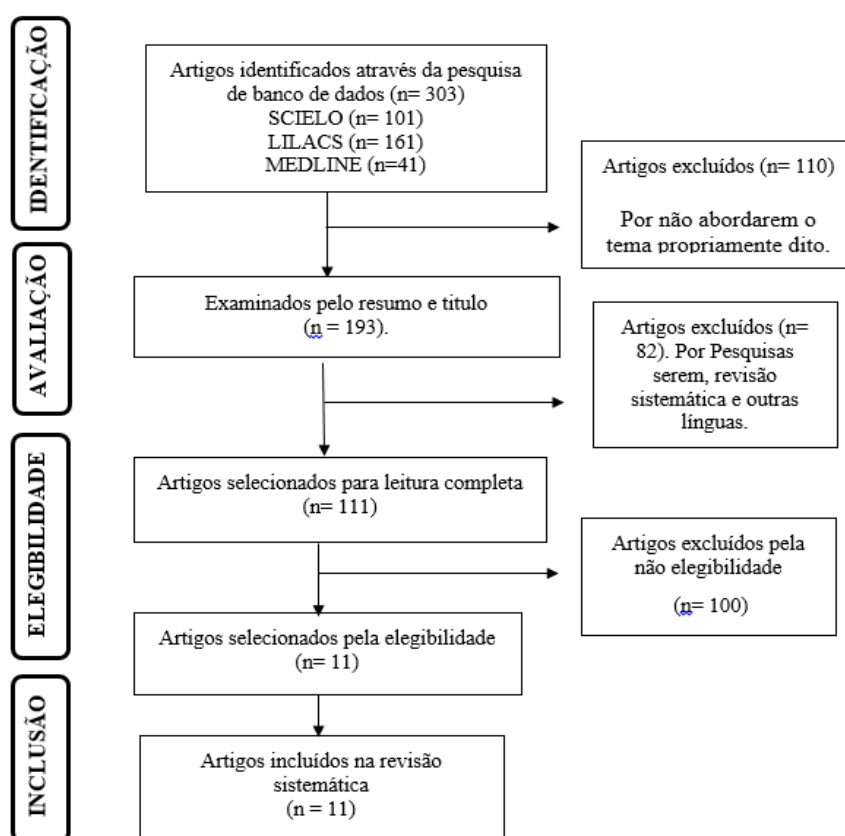 IDENTIFICAÇÃO
Artigos identificados através da pesquisa
de banco de dados (n= 303)
SCIELO (n= 101)
LILACS (n= 161)
MEDLINE (n=41)
Artigos excluídos (n= 110)
Por não abordarem o
tema propriamente dito.
AVALIAÇÃO
Examinados pelo resumo e titulo
(n = 193).
Artigos excluídos (n=
82). Por Pesquisas
serem, revisão
sistemática e outras
línguas.
ELEGIBILIDADE
Artigos selecionados para leitura completa
(n= 111)
Artigos excluídos pela
não elegibilidade
(n= 100)
Artigos selecionados pela elegibilidade
(n= 11)
INCLUSÃO
Artigos incluídos na revisão
sistemática
(n = 11)